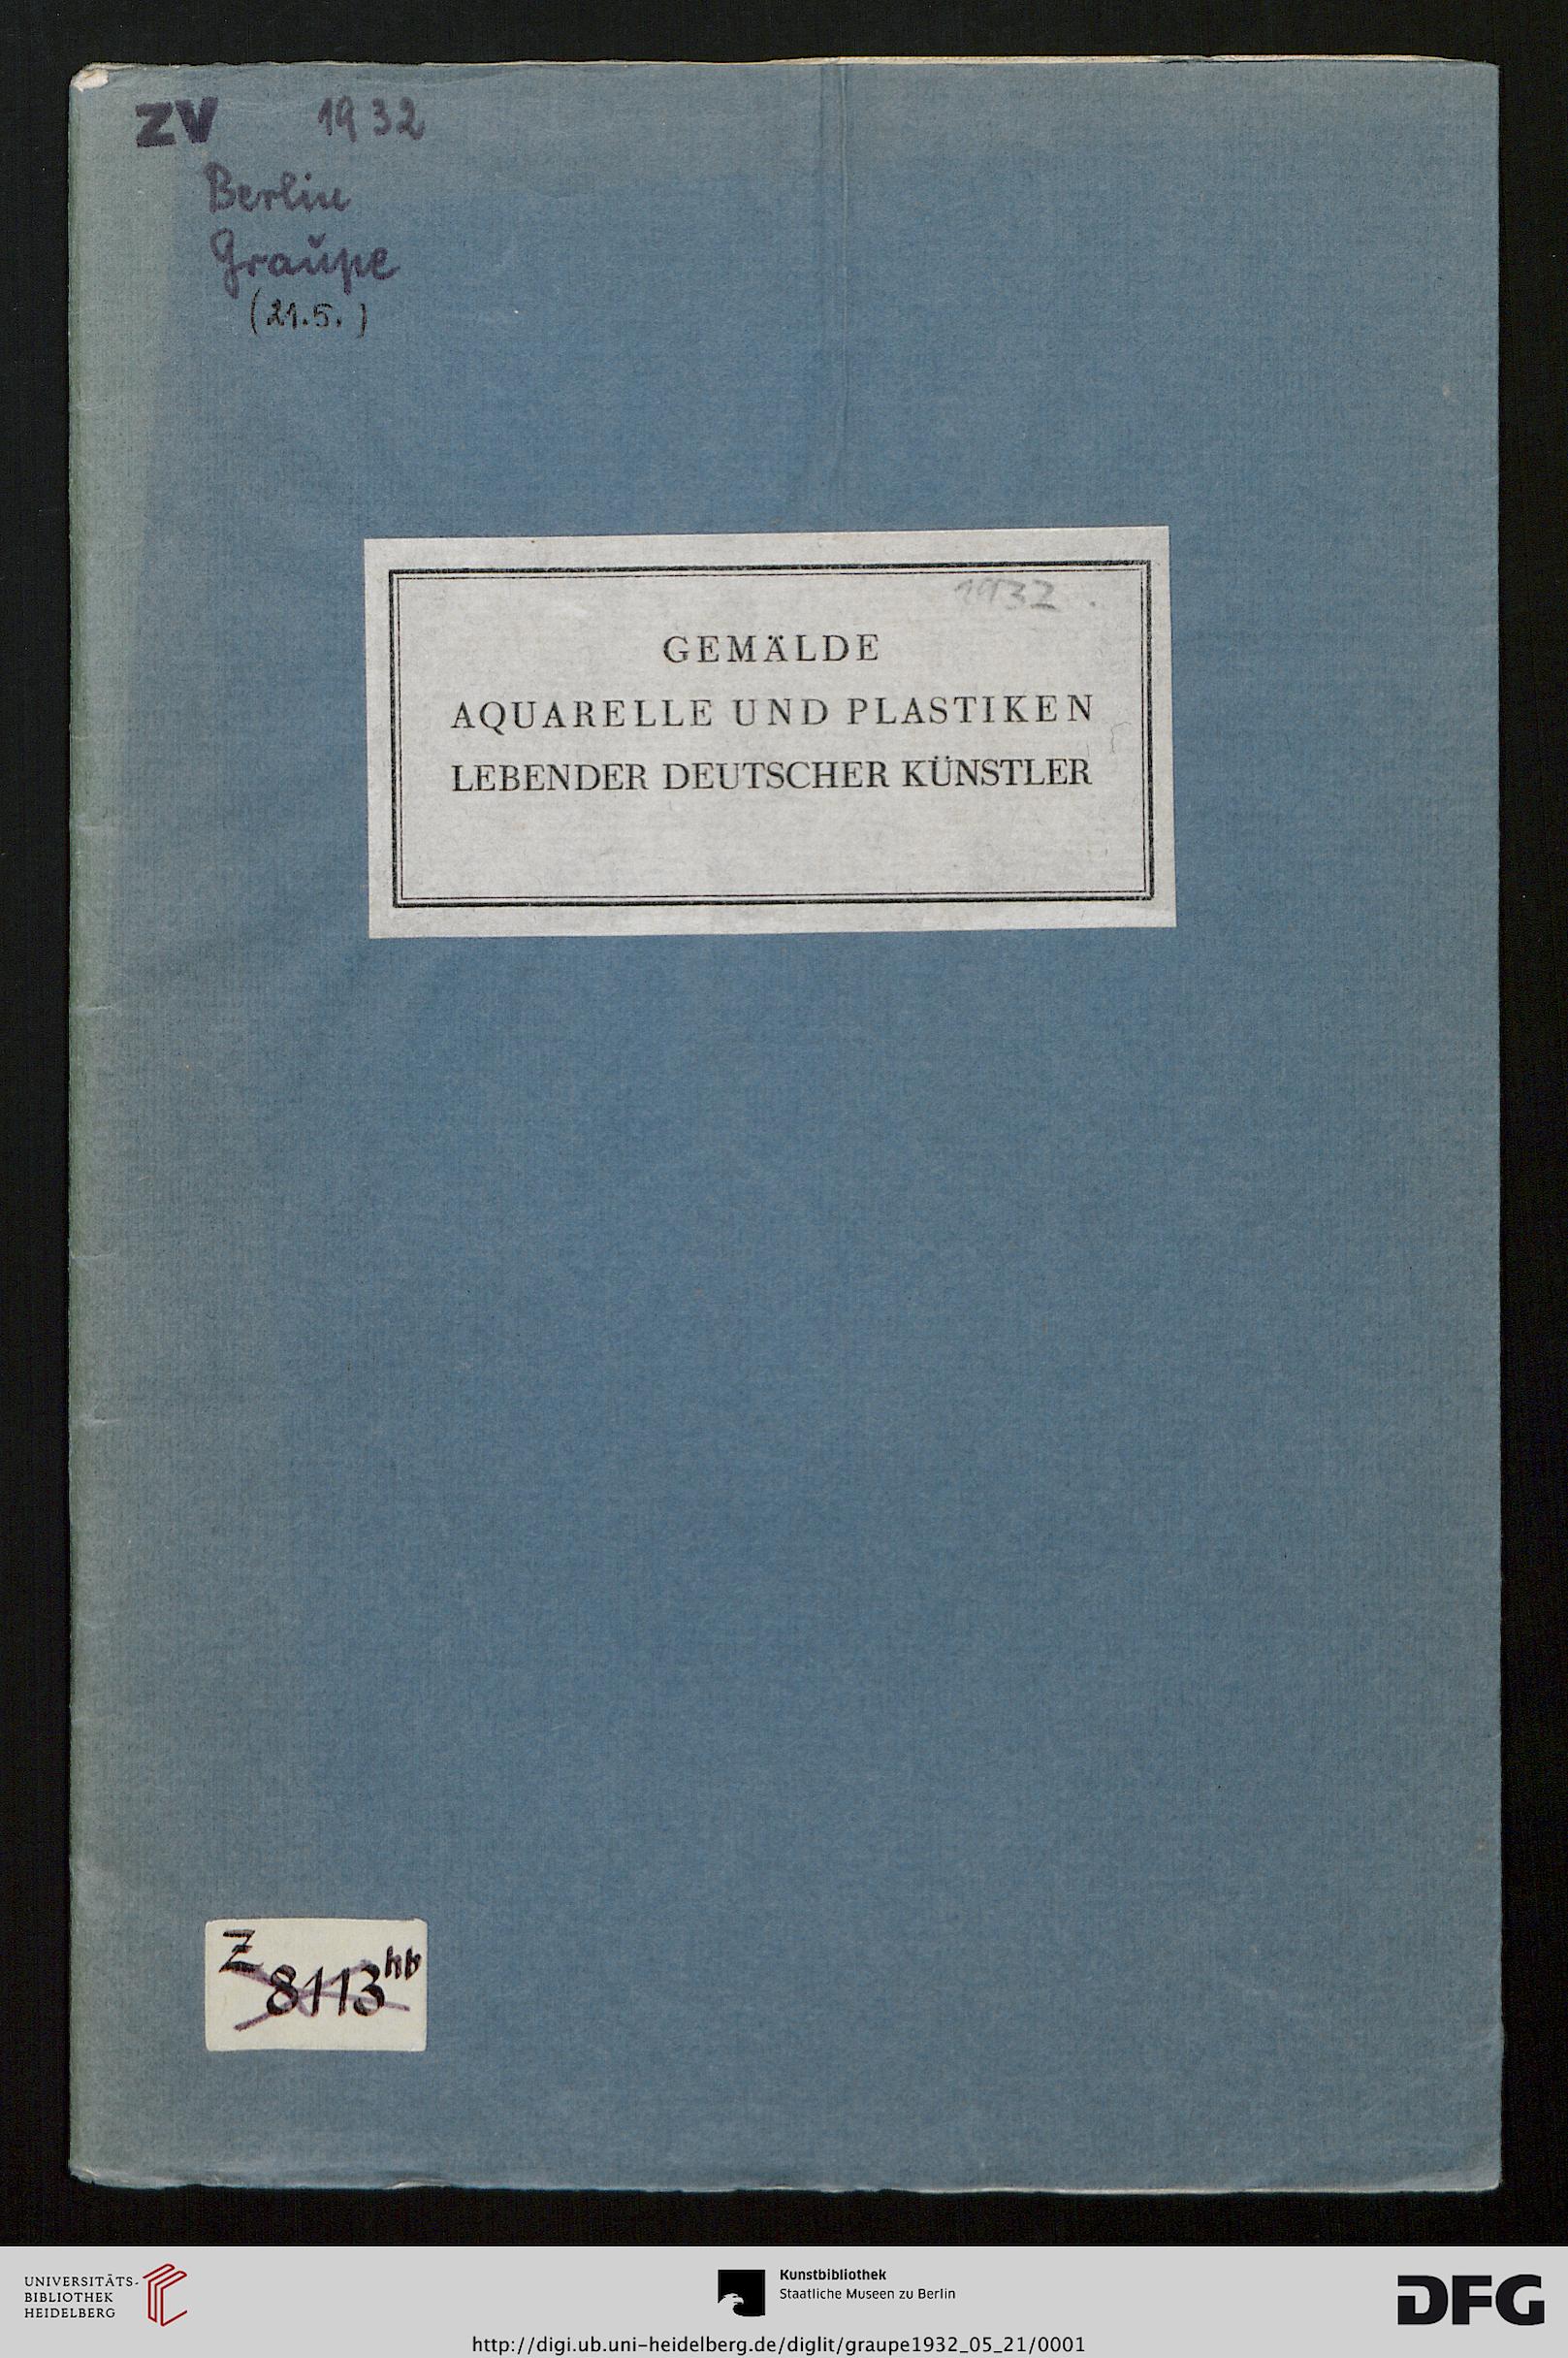 ZV 1932
Berlin
Graupe
(21.5.)
1932.
GEMÄLDE
AQUARELLE UND PLASTIKEN
LEBENDER DEUTSCHER KÜNSTLER
Z
8113 hb
UNIVERSITÄTS-
BIBLIOTHEK
HEIDELBERG
Kunstbibliothek
Staatliche Museen zu Berlin
DFG
http://digi.ub.uni-heidelberg.de/diglit/graupe1932_05_21/0001